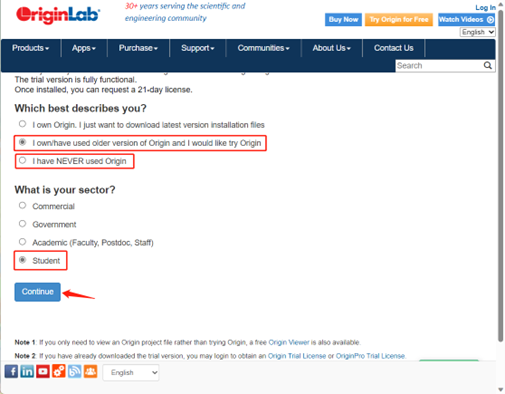 OriginLab®
30+ years serving the scientific and
engineering community
Log In
Buy Now
Try Origin for Free
Watch Videos
English
Products
Apps
Purchase
Support
Communities
About Us
Contact Us
Search
The trial version is fully functional.
Once installed, you can request a 21-day license.
Which best describes you?
I own Origin. I just want to download latest version installation files
I own/have used older version of Origin and I would like try Origin
I have NEVER used Origin
What is your sector?
Commercial
Government
Academic (Faculty, Postdoc, Staff)
Student
Continue
Note 1: If you only need to view an Origin project file rather than trying Origin, a free Origin Viewer is also available.
Note 2: If you have already downloaded the trial version, you may login to obtain an Origin Trial License or OriginPro Trial License.
English